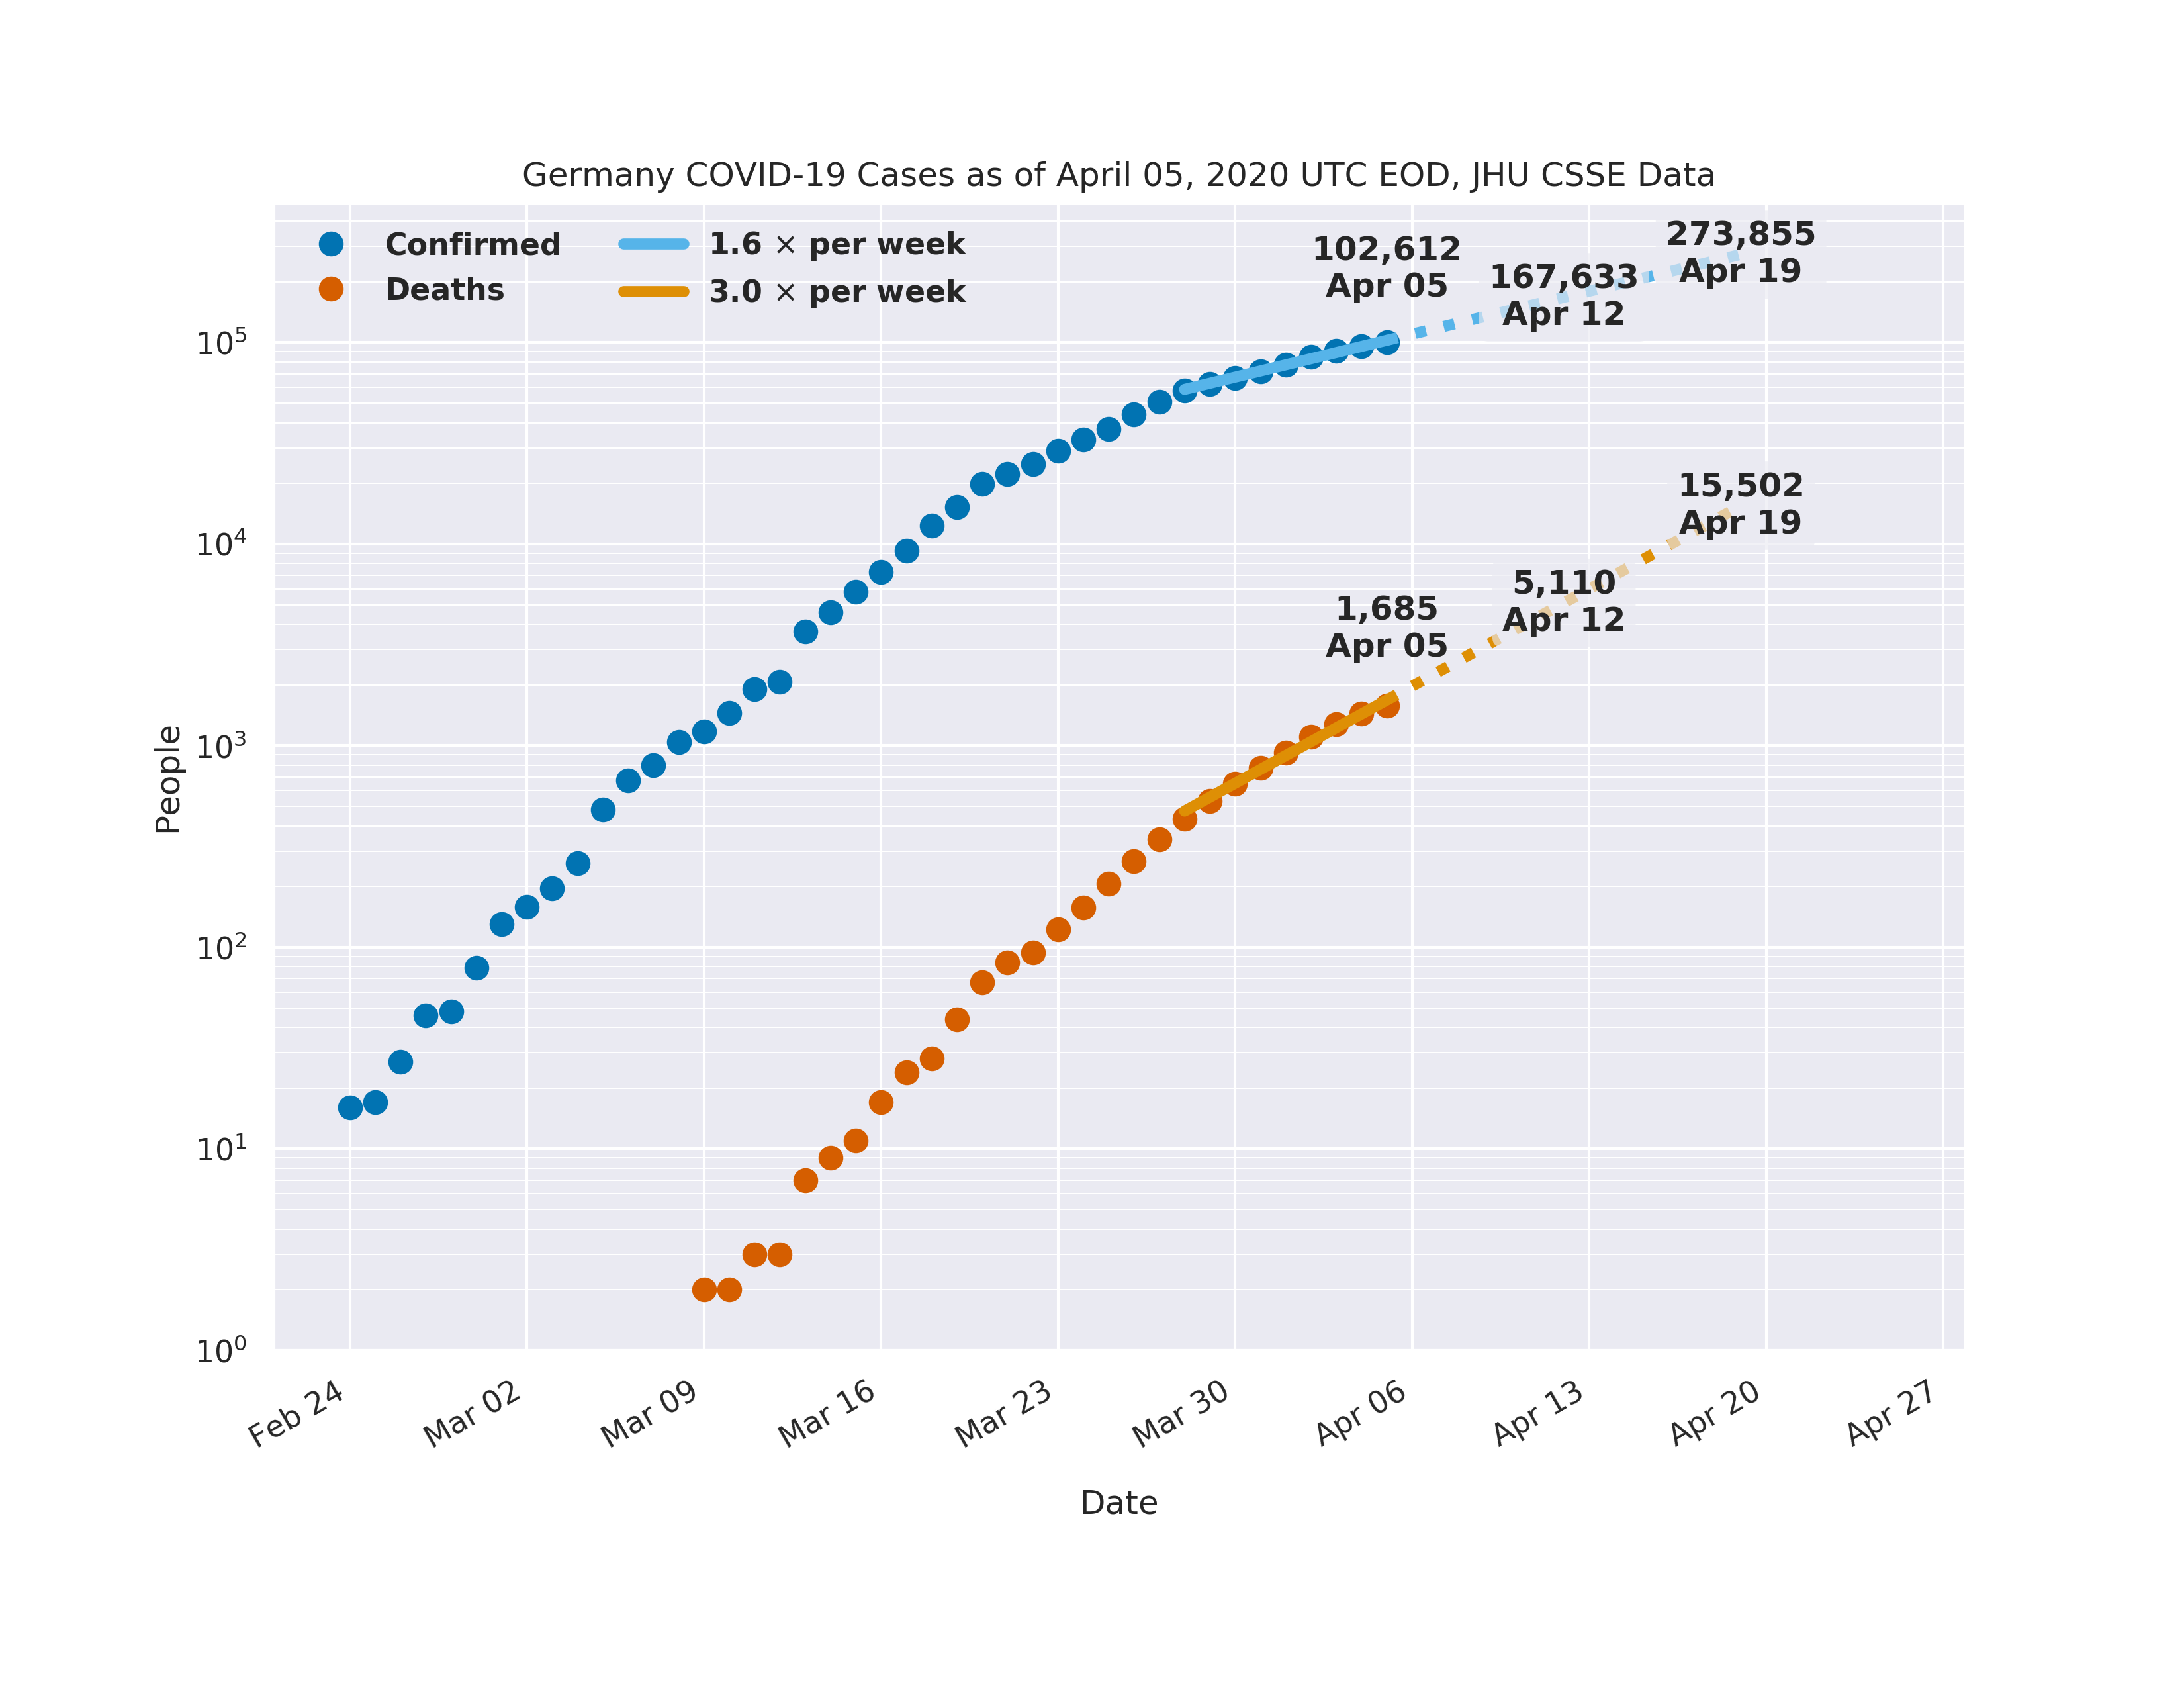 Germany COVID-19 Cases as of April 05, 2020 UTC EOD, JHU CSSE Data
Confirmed
Deaths
1.6 × per week
3.0 × per week
102,612
Apr 05
167,633
Apr 12
273,855
Apr 19
1,685
Apr 05
5,110
Apr 12
15,502
Apr 19
People
10⁵
10⁴
10³
10²
10¹
10⁰
Feb 24
Mar 02
Mar 09
Mar 16
Mar 23
Mar 30
Apr 06
Apr 13
Apr 20
Apr 27
Date